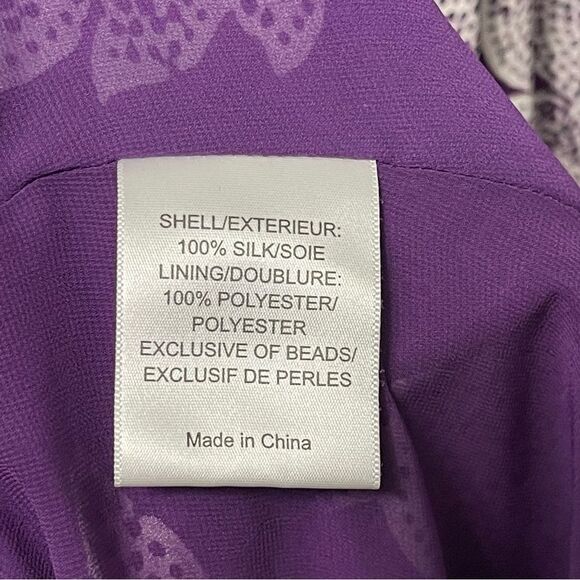 SHELL/EXTERIEUR:
100% SILK/SOIE
LINING/DOUBLURE:
100% POLYESTER/
POLYESTER
EXCLUSIVE OF BEADS/
EXCLUSIF DE PERLES
Made in China